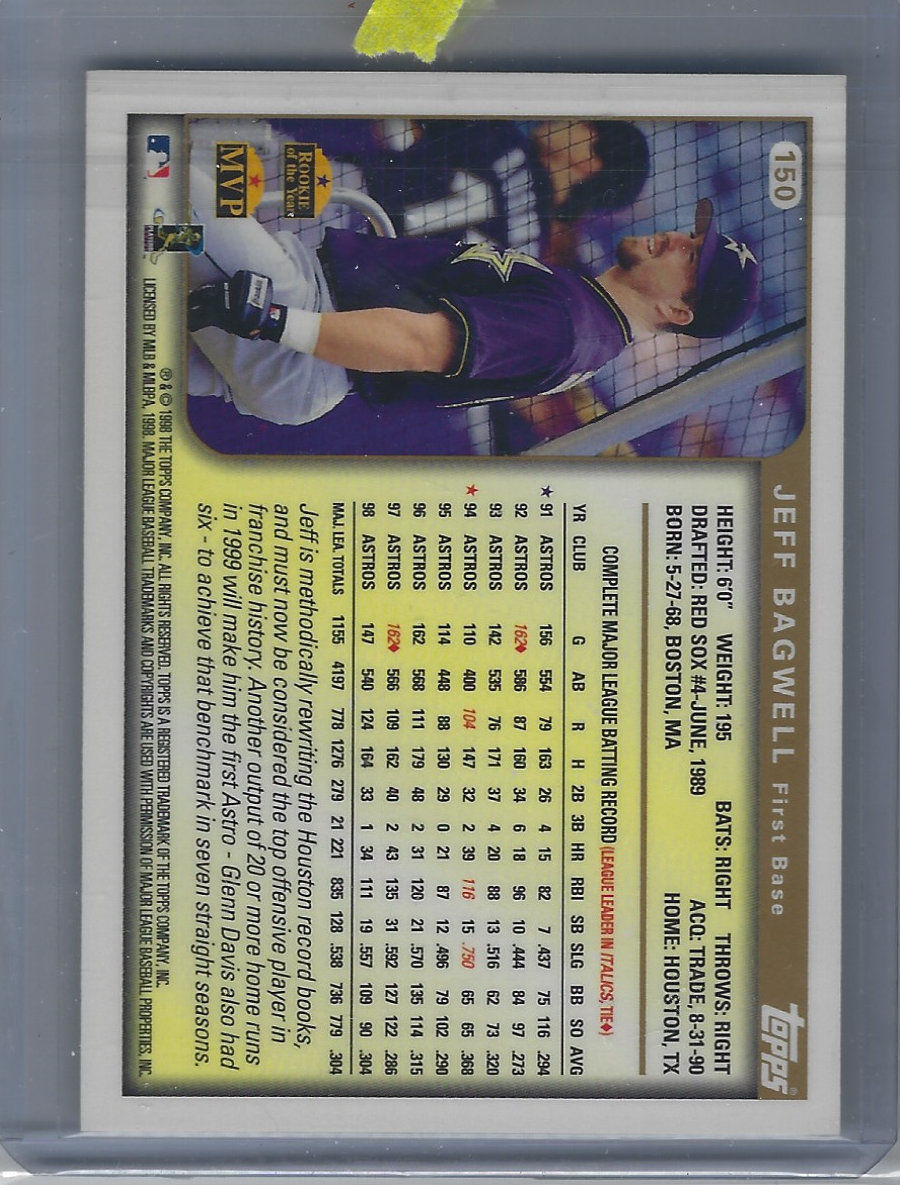 150
JEFF BAGWELL First Base
topps®
HEIGHT: 6'0" WEIGHT: 195 BATS: RIGHT THROWS: RIGHT
DRAFTED: RED SOX #4-JUNE, 1989 ACQ: TRADE, 8-31-90
BORN: 5-27-68, BOSTON, MA HOME: HOUSTON, TX
COMPLETE MAJOR LEAGUE BATTING RECORD (LEAGUE LEADER IN ITALICS, TIE♦)
YR CLUB G AB R H 2B 3B HR RBI SB SLG BB SO AVG
★ 91 ASTROS 156 554 79 163 26 4 15 82 7 .437 75 116 .294
92 ASTROS 162♦ 586 87 160 34 6 18 96 10 .444 84 97 .273
93 ASTROS 142 535 76 171 37 4 20 88 13 .516 62 73 .320
★ 94 ASTROS 110 400 104 147 32 2 39 116 15 .750 65 65 .368
95 ASTROS 114 448 88 130 29 0 21 87 12 .496 79 102 .290
96 ASTROS 162 568 111 179 48 2 31 120 21 .570 135 114 .315
97 ASTROS 162♦ 566 109 162 40 2 43 135 31 .592 127 122 .286
98 ASTROS 147 540 124 164 33 1 34 111 19 .557 109 90 .304
MAJ. LEA. TOTALS 1155 4197 778 1276 279 21 221 835 128 .538 736 779 .304
Jeff is methodically rewriting the Houston record books,
and must now be considered the top offensive player in
franchise history. Another output of 20 or more home runs
in 1999 will make him the first Astro - Glenn Davis also had
six - to achieve that benchmark in seven straight seasons.
ROOKIE
of the Year
MVP
® & © 1998 THE TOPPS COMPANY, INC. ALL RIGHTS RESERVED. TOPPS IS A REGISTERED TRADEMARK OF THE TOPPS COMPANY, INC.
LICENSED BY MLB & MLBPA, 1998. MAJOR LEAGUE BASEBALL TRADEMARKS AND COPYRIGHTS ARE USED WITH PERMISSION OF MAJOR LEAGUE BASEBALL PROPERTIES, INC.